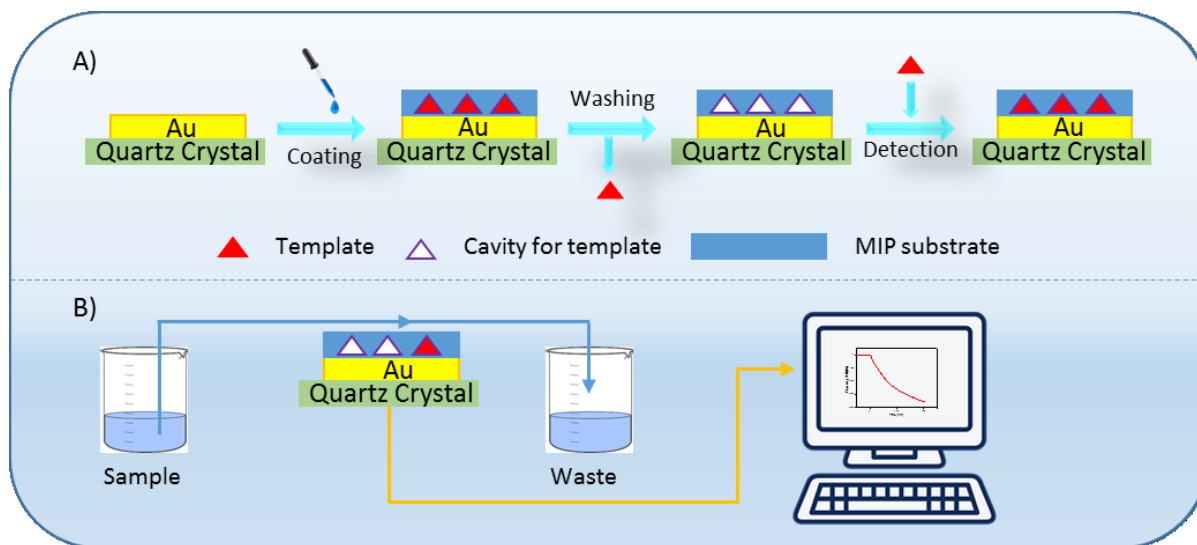 A)
Au
Quartz Crystal
Coating
Au
Quartz Crystal
Washing
Au
Quartz Crystal
Detection
Au
Quartz Crystal
Template
Cavity for template
MIP substrate
B)
Sample
Au
Quartz Crystal
Waste